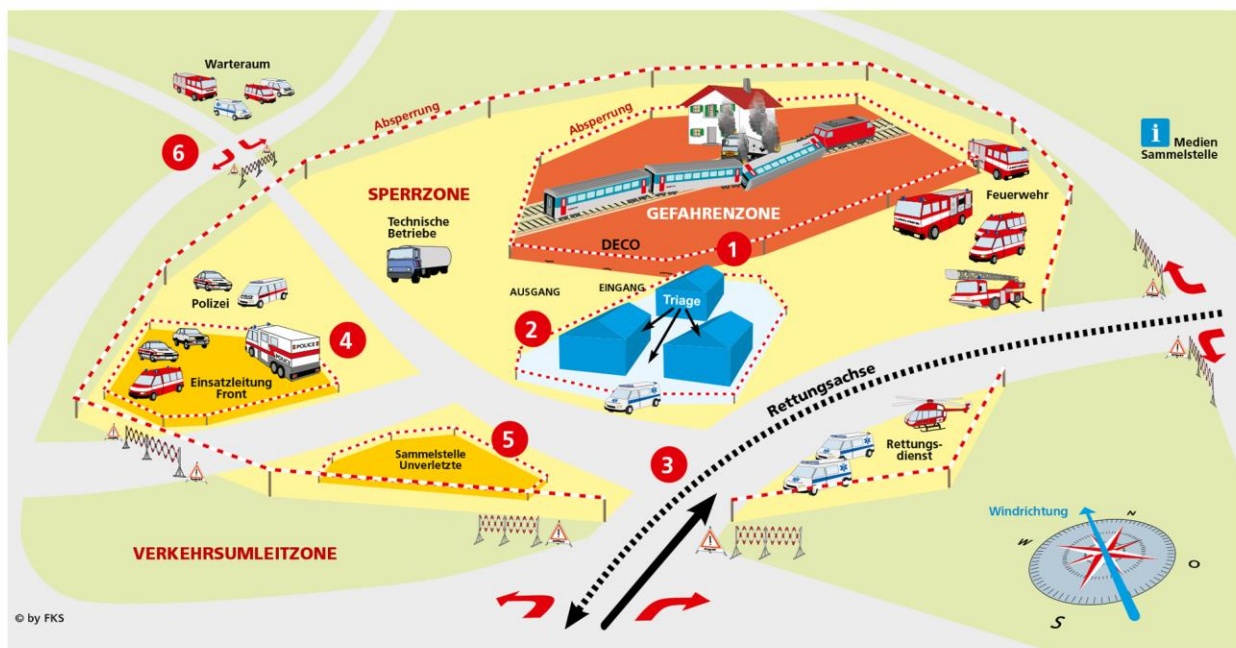 Warteraum
6
Absperrung
Absperrung
i Medien
Sammelstelle
SPERRZONE
Technische
Betriebe
GEFAHRENZONE
Feuerwehr
DECO
1
AUSGANG
EINGANG
Triage
2
Polizei
4
POLICE
POLICE
Einsatzleitung
Front
Rettungsachse
5
Sammelstelle
Unverletzte
3
Rettungs-
dienst
Windrichtung
N
W
O
S
VERKEHRSUMLEITZONE
© by FKS